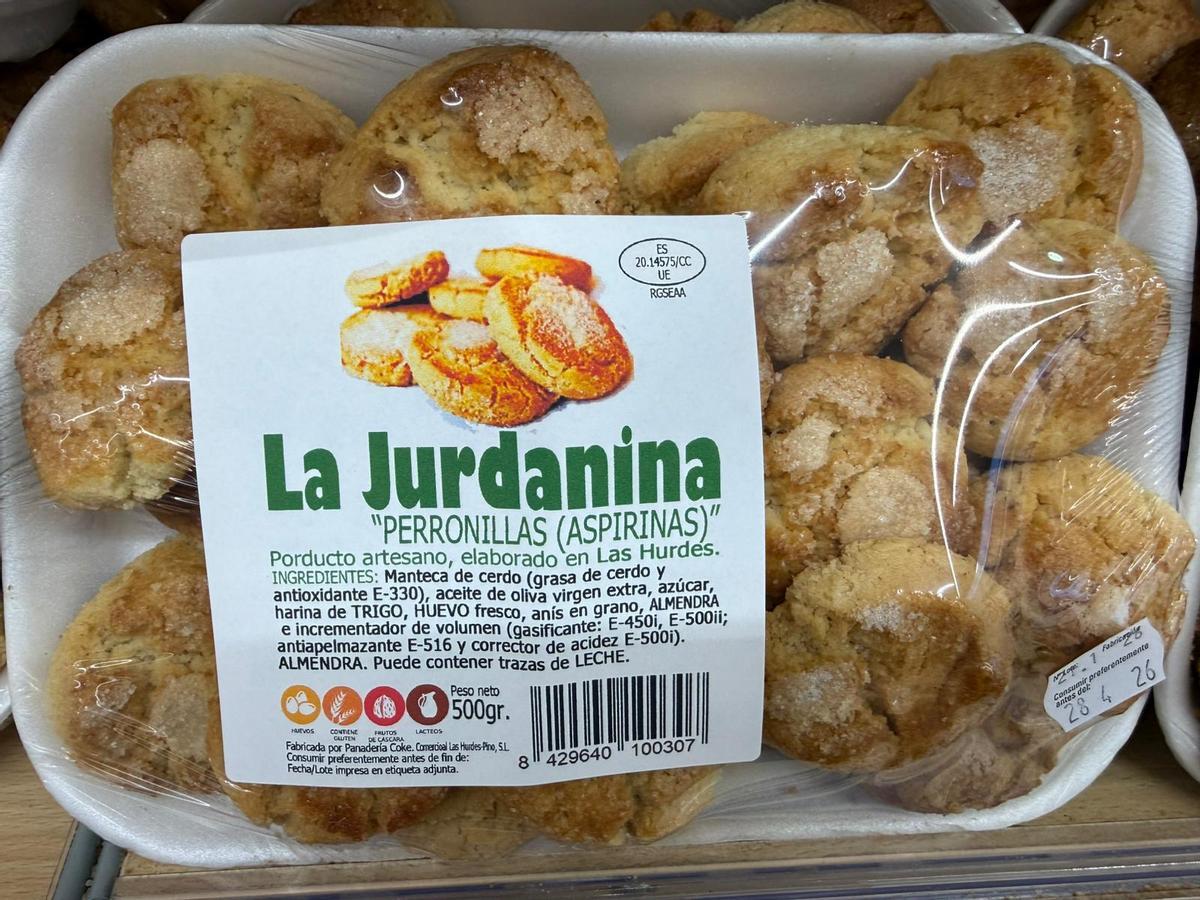 ES
20.14575/CC
UE
RGSEAA
La Jurdanina
"PERRONILLAS (ASPIRINAS)"
Porducto artesano, elaborado en Las Hurdes.
INGREDIENTES: Manteca de cerdo (grasa de cerdo y
antioxidante E-330), aceite de oliva virgen extra, azúcar,
harina de TRIGO, HUEVO fresco, anís en grano, ALMENDRA
e incrementador de volumen (gasificante: E-450i, E-500ii;
antiapelmazante E-516 y corrector de acidez E-500i).
ALMENDRA. Puede contener trazas de LECHE.
HUEVOS
CONTIENE
GLUTEN
FRUTOS
DE CASCARA
LACTEOS
Peso neto
500gr.
Fabricada por Panadería Coke. Comercioal Las Hurdes-Pino, S.L
Consumir preferentemente antes de fin de:
Fecha/Lote impresa en etiqueta adjunta.
8 429640 100307
Nº Lote: Fabricación
Consumir preferentemente
antes del:
28 4 26